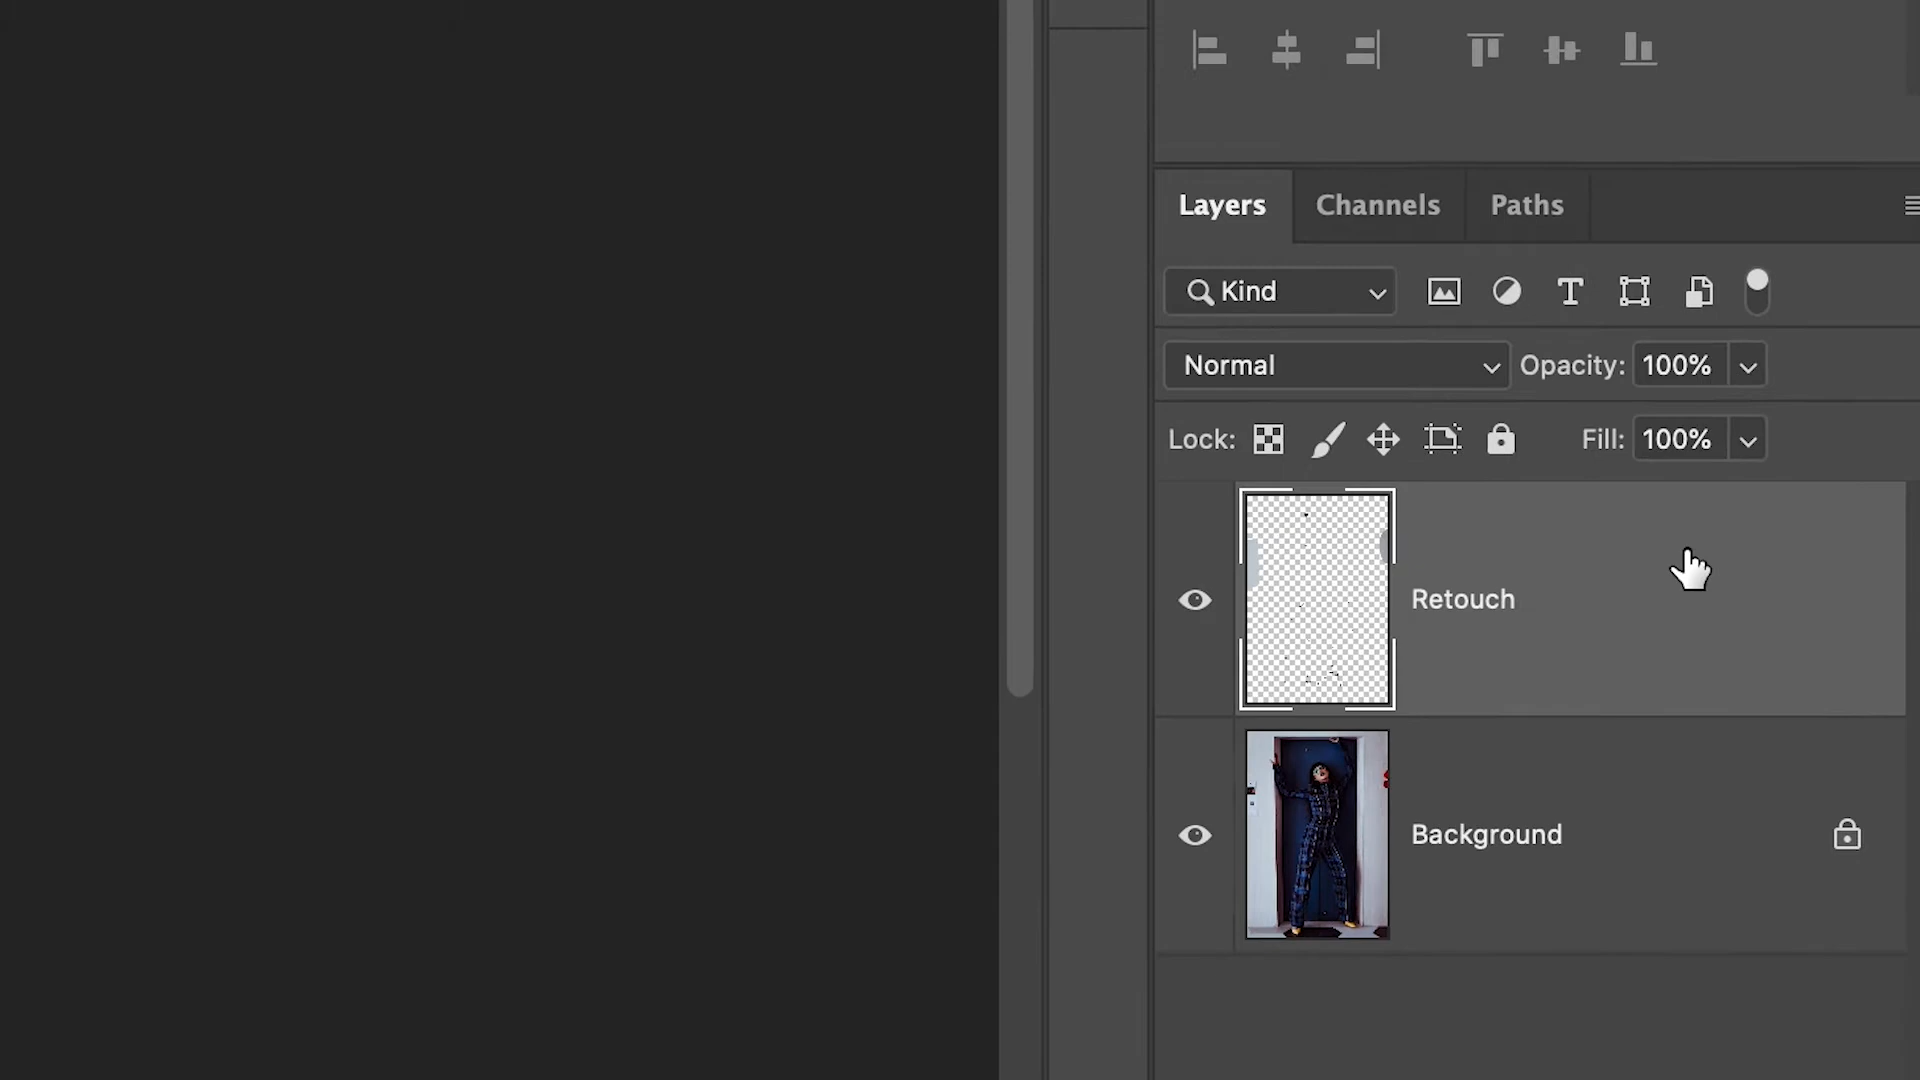 Layers Channels Paths
Kind
Normal Opacity: 100%
Lock: Fill: 100%
Retouch
Background